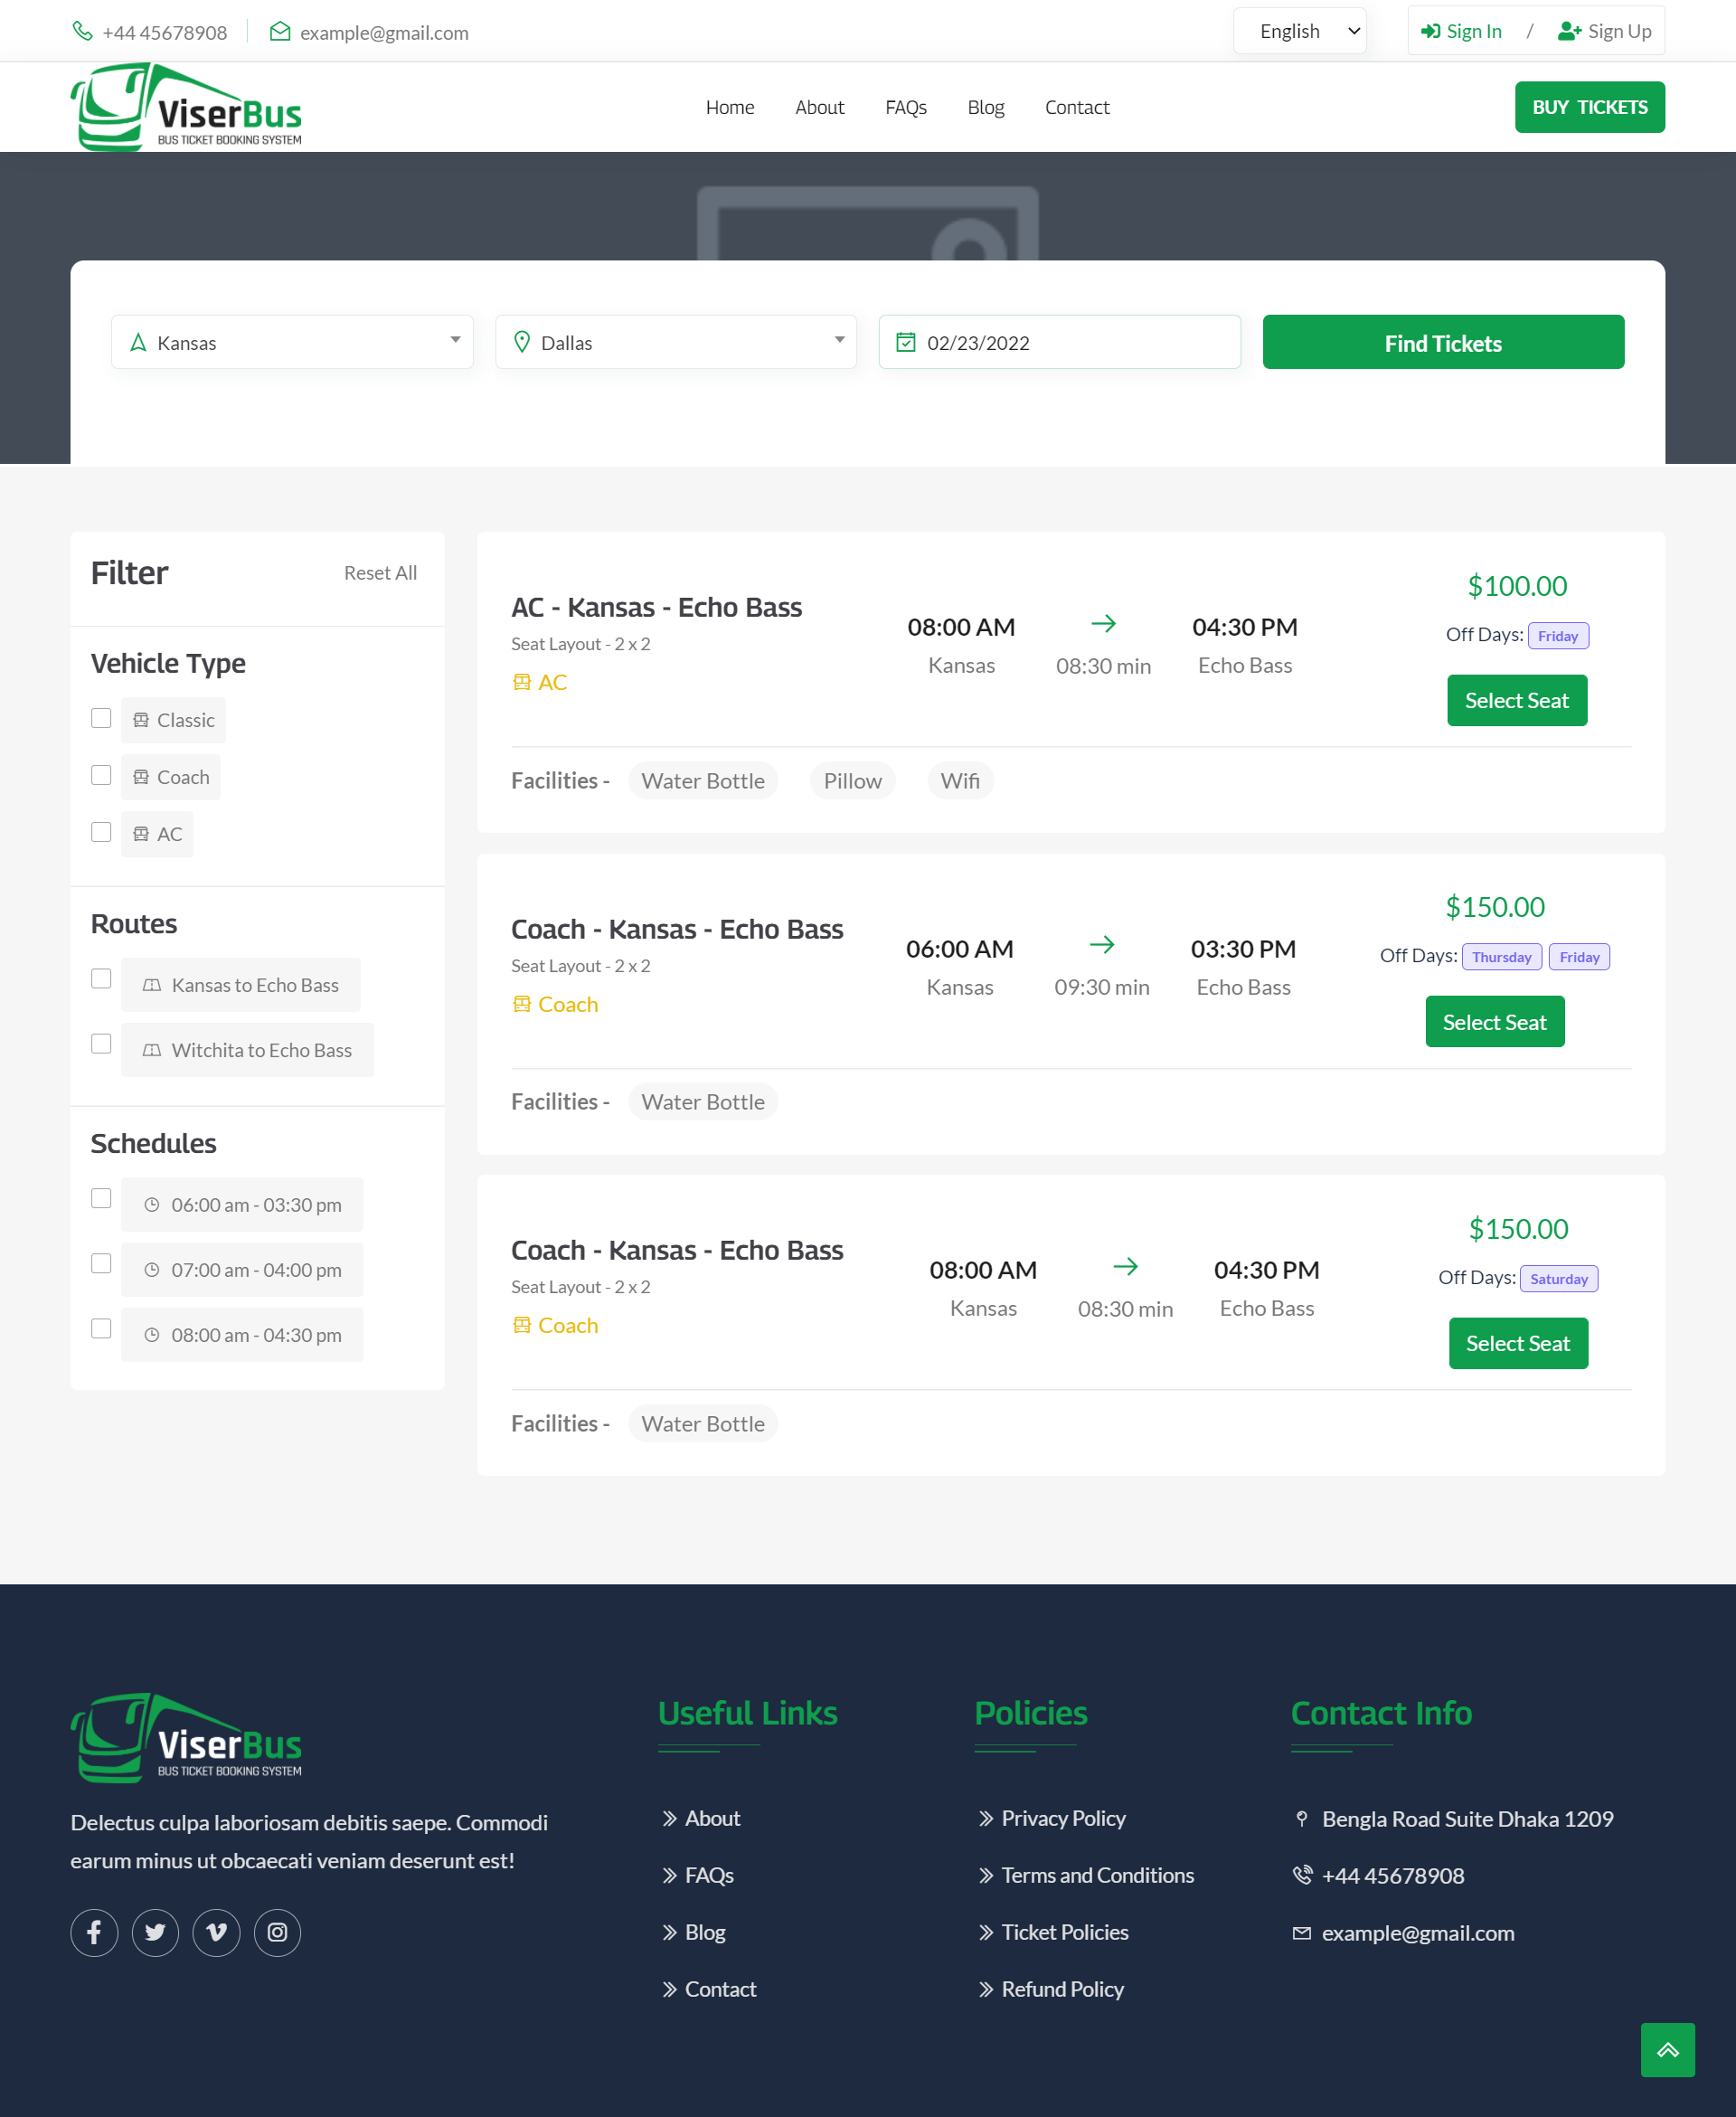 +44 45678908 example@gmail.com English Sign In / Sign Up
ViserBus
BUS TICKET BOOKING SYSTEM
Home About FAQs Blog Contact
BUY TICKETS
Kansas Dallas 02/23/2022 Find Tickets
Filter Reset All
Vehicle Type
Classic
Coach
AC
Routes
Kansas to Echo Bass
Witchita to Echo Bass
Schedules
06:00 am - 03:30 pm
07:00 am - 04:00 pm
08:00 am - 04:30 pm
AC - Kansas - Echo Bass
Seat Layout - 2 x 2
AC
08:00 AM
Kansas
08:30 min
04:30 PM
Echo Bass
$100.00
Off Days: Friday
Select Seat
Facilities - Water Bottle Pillow Wifi
Coach - Kansas - Echo Bass
Seat Layout - 2 x 2
Coach
06:00 AM
Kansas
09:30 min
03:30 PM
Echo Bass
$150.00
Off Days: Thursday Friday
Select Seat
Facilities - Water Bottle
Coach - Kansas - Echo Bass
Seat Layout - 2 x 2
Coach
08:00 AM
Kansas
08:30 min
04:30 PM
Echo Bass
$150.00
Off Days: Saturday
Select Seat
Facilities - Water Bottle
ViserBus
BUS TICKET BOOKING SYSTEM
Delectus culpa laboriosam debitis saepe. Commodi
earum minus ut obcaecati veniam deserunt est!
Useful Links
About
FAQs
Blog
Contact
Policies
Privacy Policy
Terms and Conditions
Ticket Policies
Refund Policy
Contact Info
Bengla Road Suite Dhaka 1209
+44 45678908
example@gmail.com